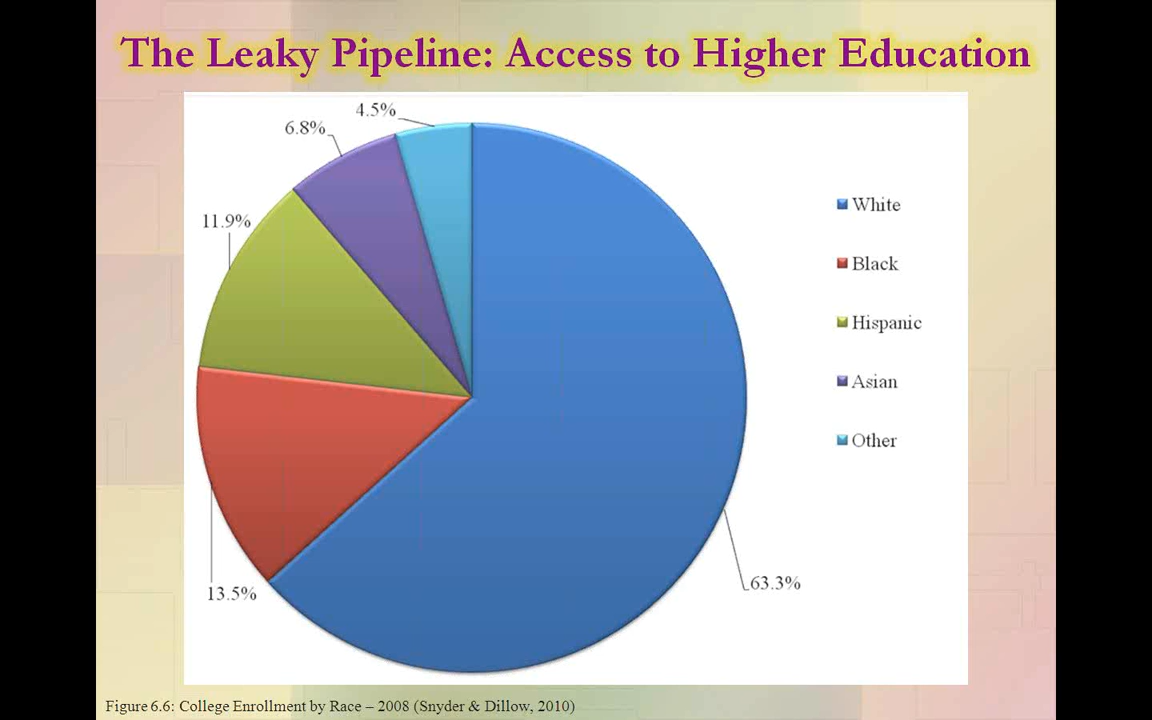 The Leaky Pipeline: Access to Higher Education
4.5%
6.8%
11.9%
13.5%
63.3%
White
Black
Hispanic
Asian
Other
Figure 6.6: College Enrollment by Race – 2008 (Snyder & Dillow, 2010)